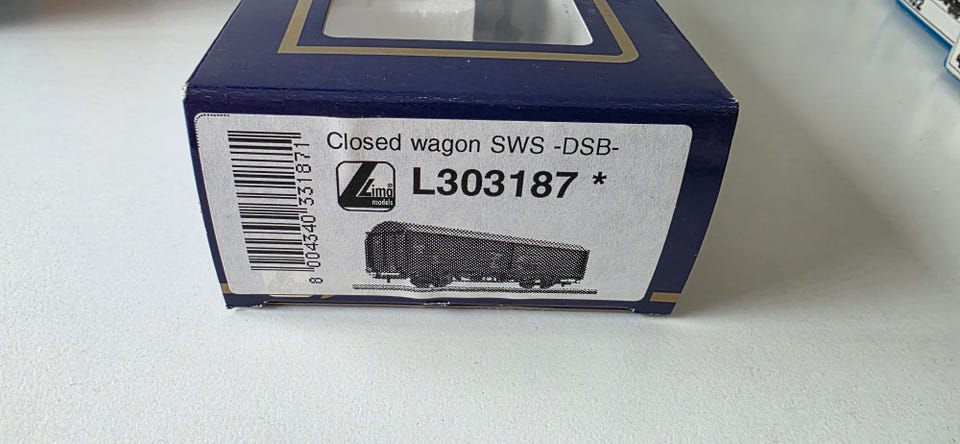 Closed wagon SWS -DSB-
Lima®
models
L303187 *
8 004340 331871